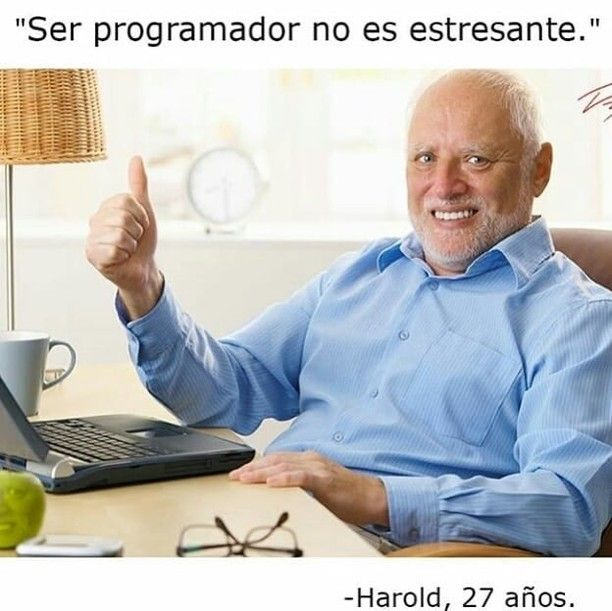 "Ser programador no es estresante."
-Harold, 27 años.